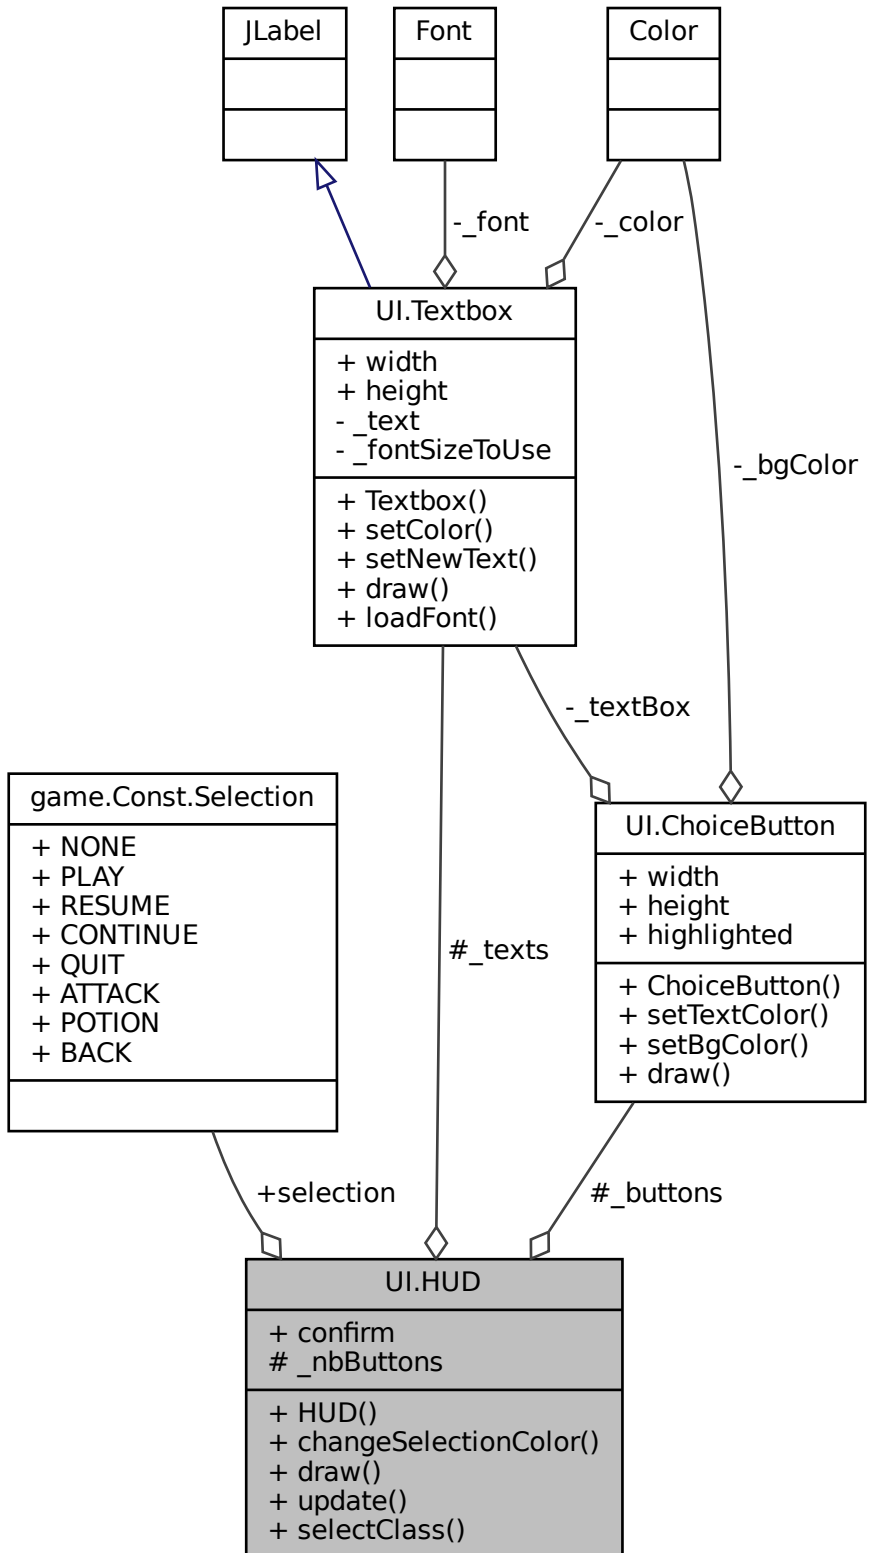 JLabel
Font
Color
-_font
-_color
UI.Textbox
+ width
+ height
- _text
- _fontSizeToUse
+ Textbox()
+ setColor()
+ setNewText()
+ draw()
+ loadFont()
-_bgColor
-_textBox
game.Const.Selection
+ NONE
+ PLAY
+ RESUME
+ CONTINUE
+ QUIT
+ ATTACK
+ POTION
+ BACK
#_texts
UI.ChoiceButton
+ width
+ height
+ highlighted
+ ChoiceButton()
+ setTextColor()
+ setBgColor()
+ draw()
+selection
#_buttons
UI.HUD
+ confirm
# _nbButtons
+ HUD()
+ changeSelectionColor()
+ draw()
+ update()
+ selectClass()